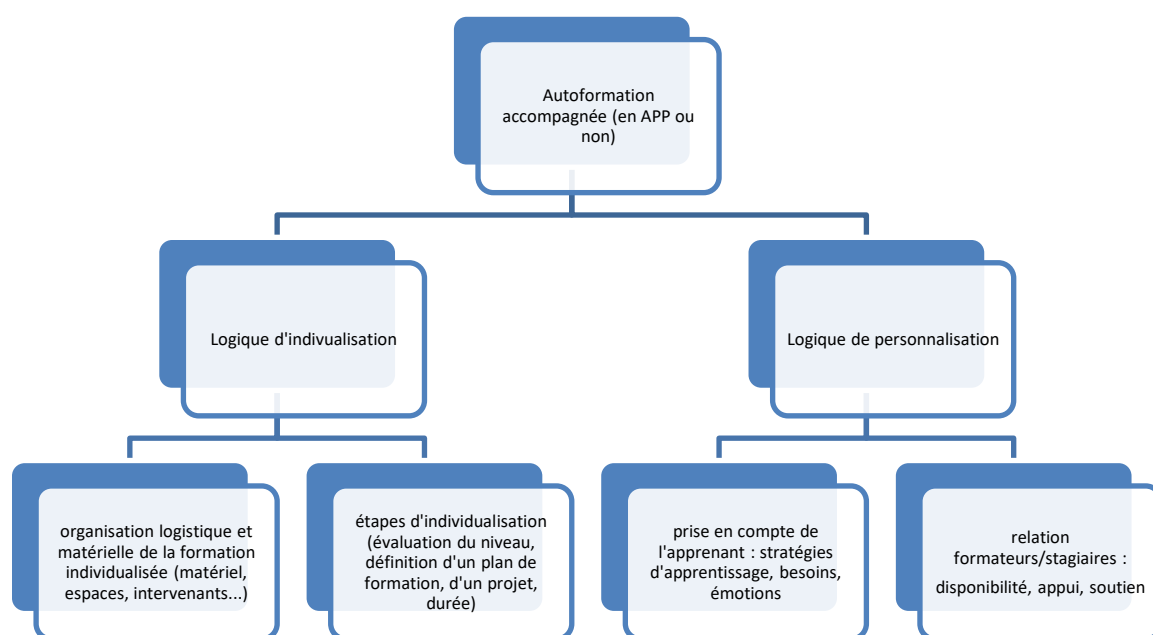 Autoformation
accompagnée (en APP ou
non)
Logique d'indivualisation
Logique de personnalisation
organisation logistique et
matérielle de la formation
individualisée (matériel,
espaces, intervenants...)
étapes d'individualisation
(évaluation du niveau,
définition d'un plan de
formation, d'un projet,
durée)
prise en compte de
l'apprenant : stratégies
d'apprentissage, besoins,
émotions
relation
formateurs/stagiaires :
disponibilité, appui, soutien